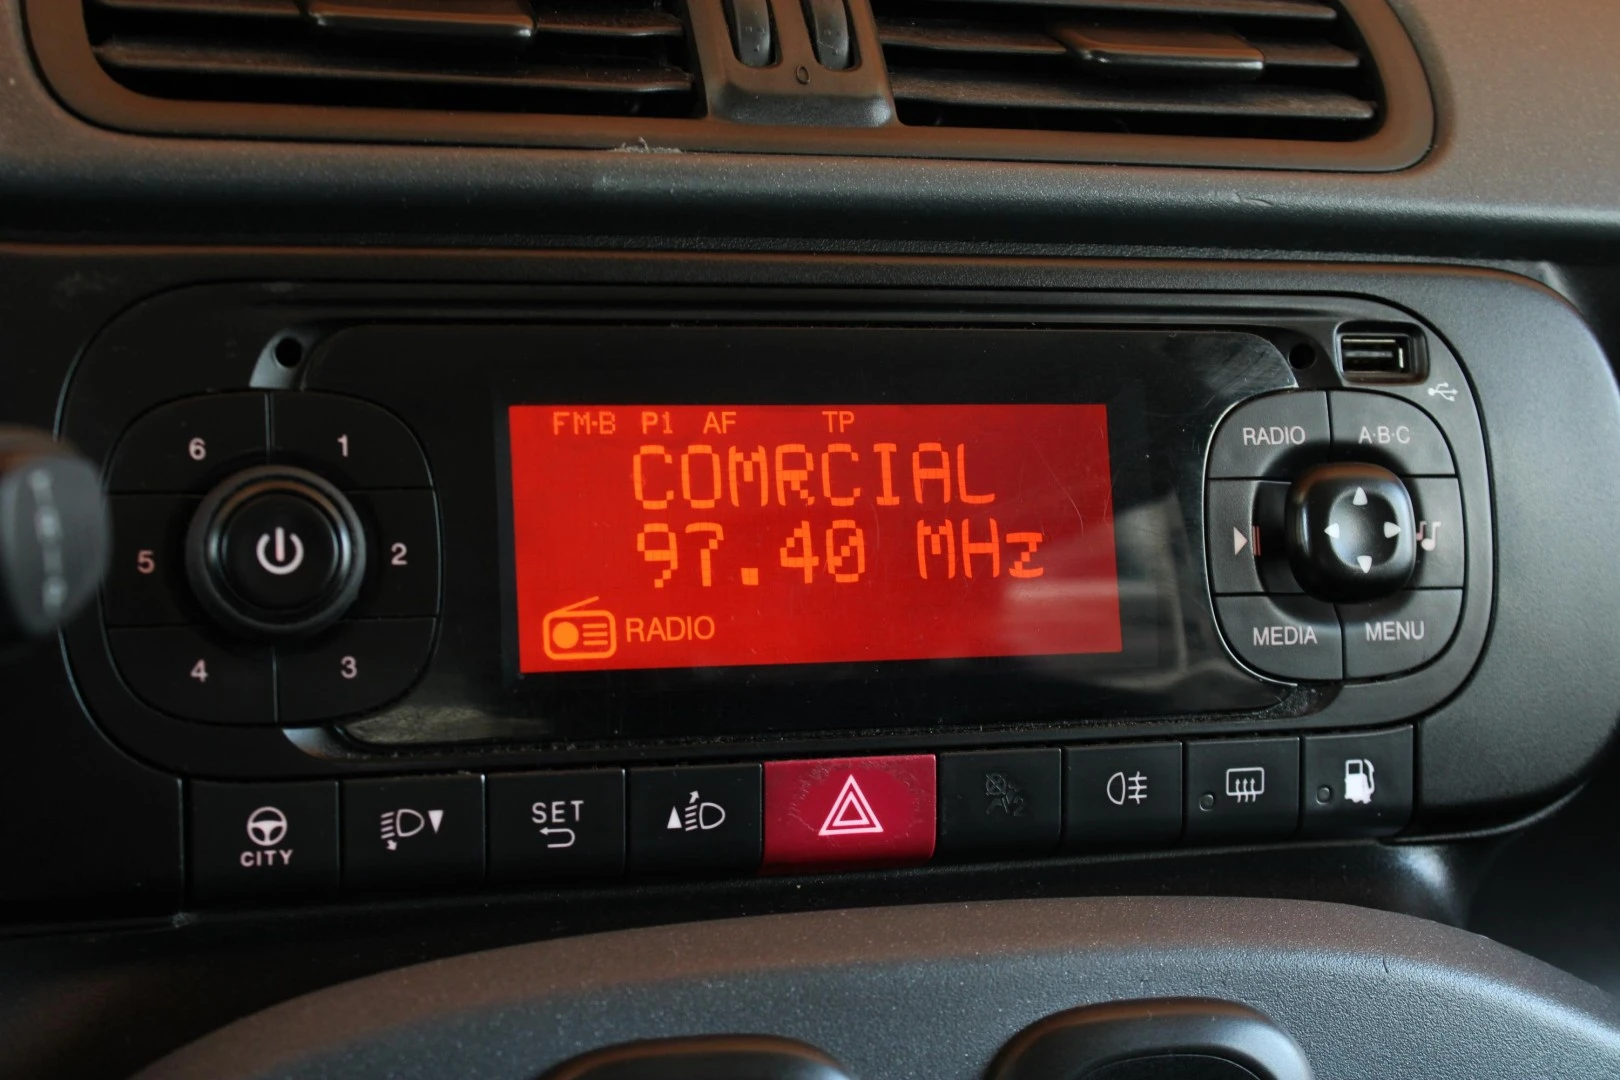 0
FM-B P1 AF TP
COMRCIAL
97.40 MHz
RADIO
6 1
5 2
4 3
RADIO A·B·C
MEDIA MENU
CITY
SET